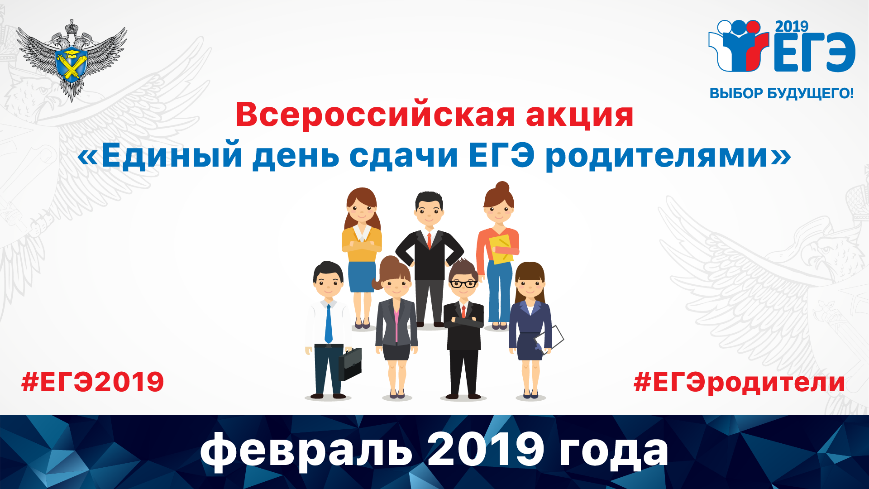 2019
ЕГЭ
ВЫБОР БУДУЩЕГО!
Всероссийская акция
«Единый день сдачи ЕГЭ родителями»
#ЕГЭ2019
#ЕГЭродители
февраль 2019 года